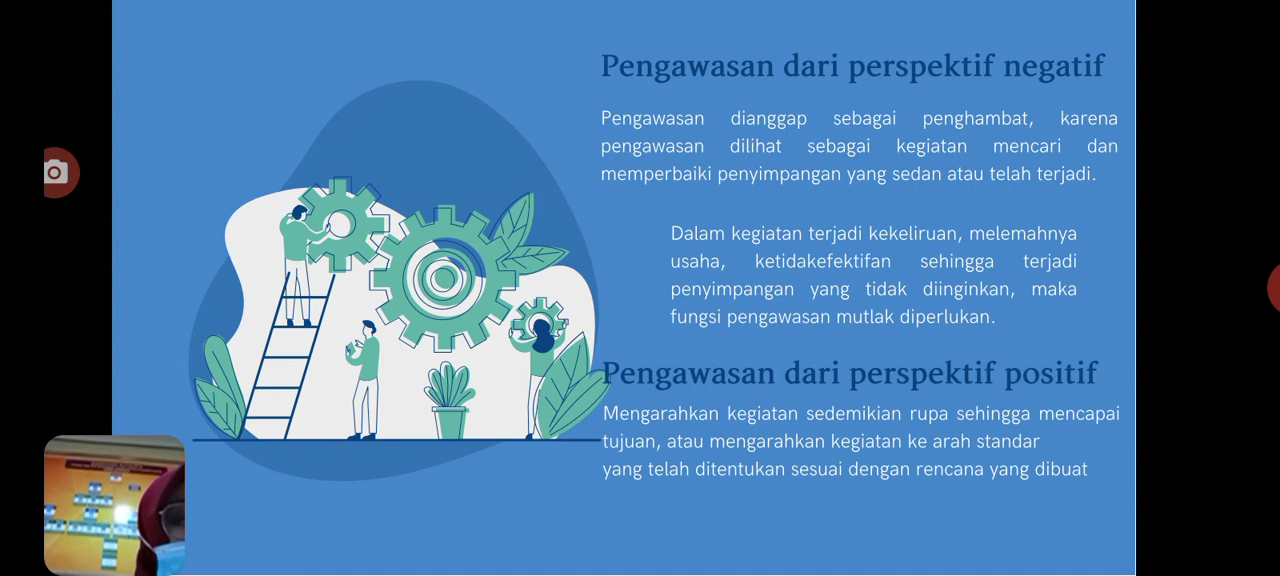 Pengawasan dari perspektif negatif
Pengawasan dianggap sebagai penghambat, karena
pengawasan dilihat sebagai kegiatan mencari dan
memperbaiki penyimpangan yang sedan atau telah terjadi.
Dalam kegiatan terjadi kekeliruan, melemahnya
usaha, ketidakefektifan sehingga terjadi
penyimpangan yang tidak diinginkan, maka
fungsi pengawasan mutlak diperlukan.
Pengawasan dari perspektif positif
Mengarahkan kegiatan sedemikian rupa sehingga mencapai
tujuan, atau mengarahkan kegiatan ke arah standar
yang telah ditentukan sesuai dengan rencana yang dibuat